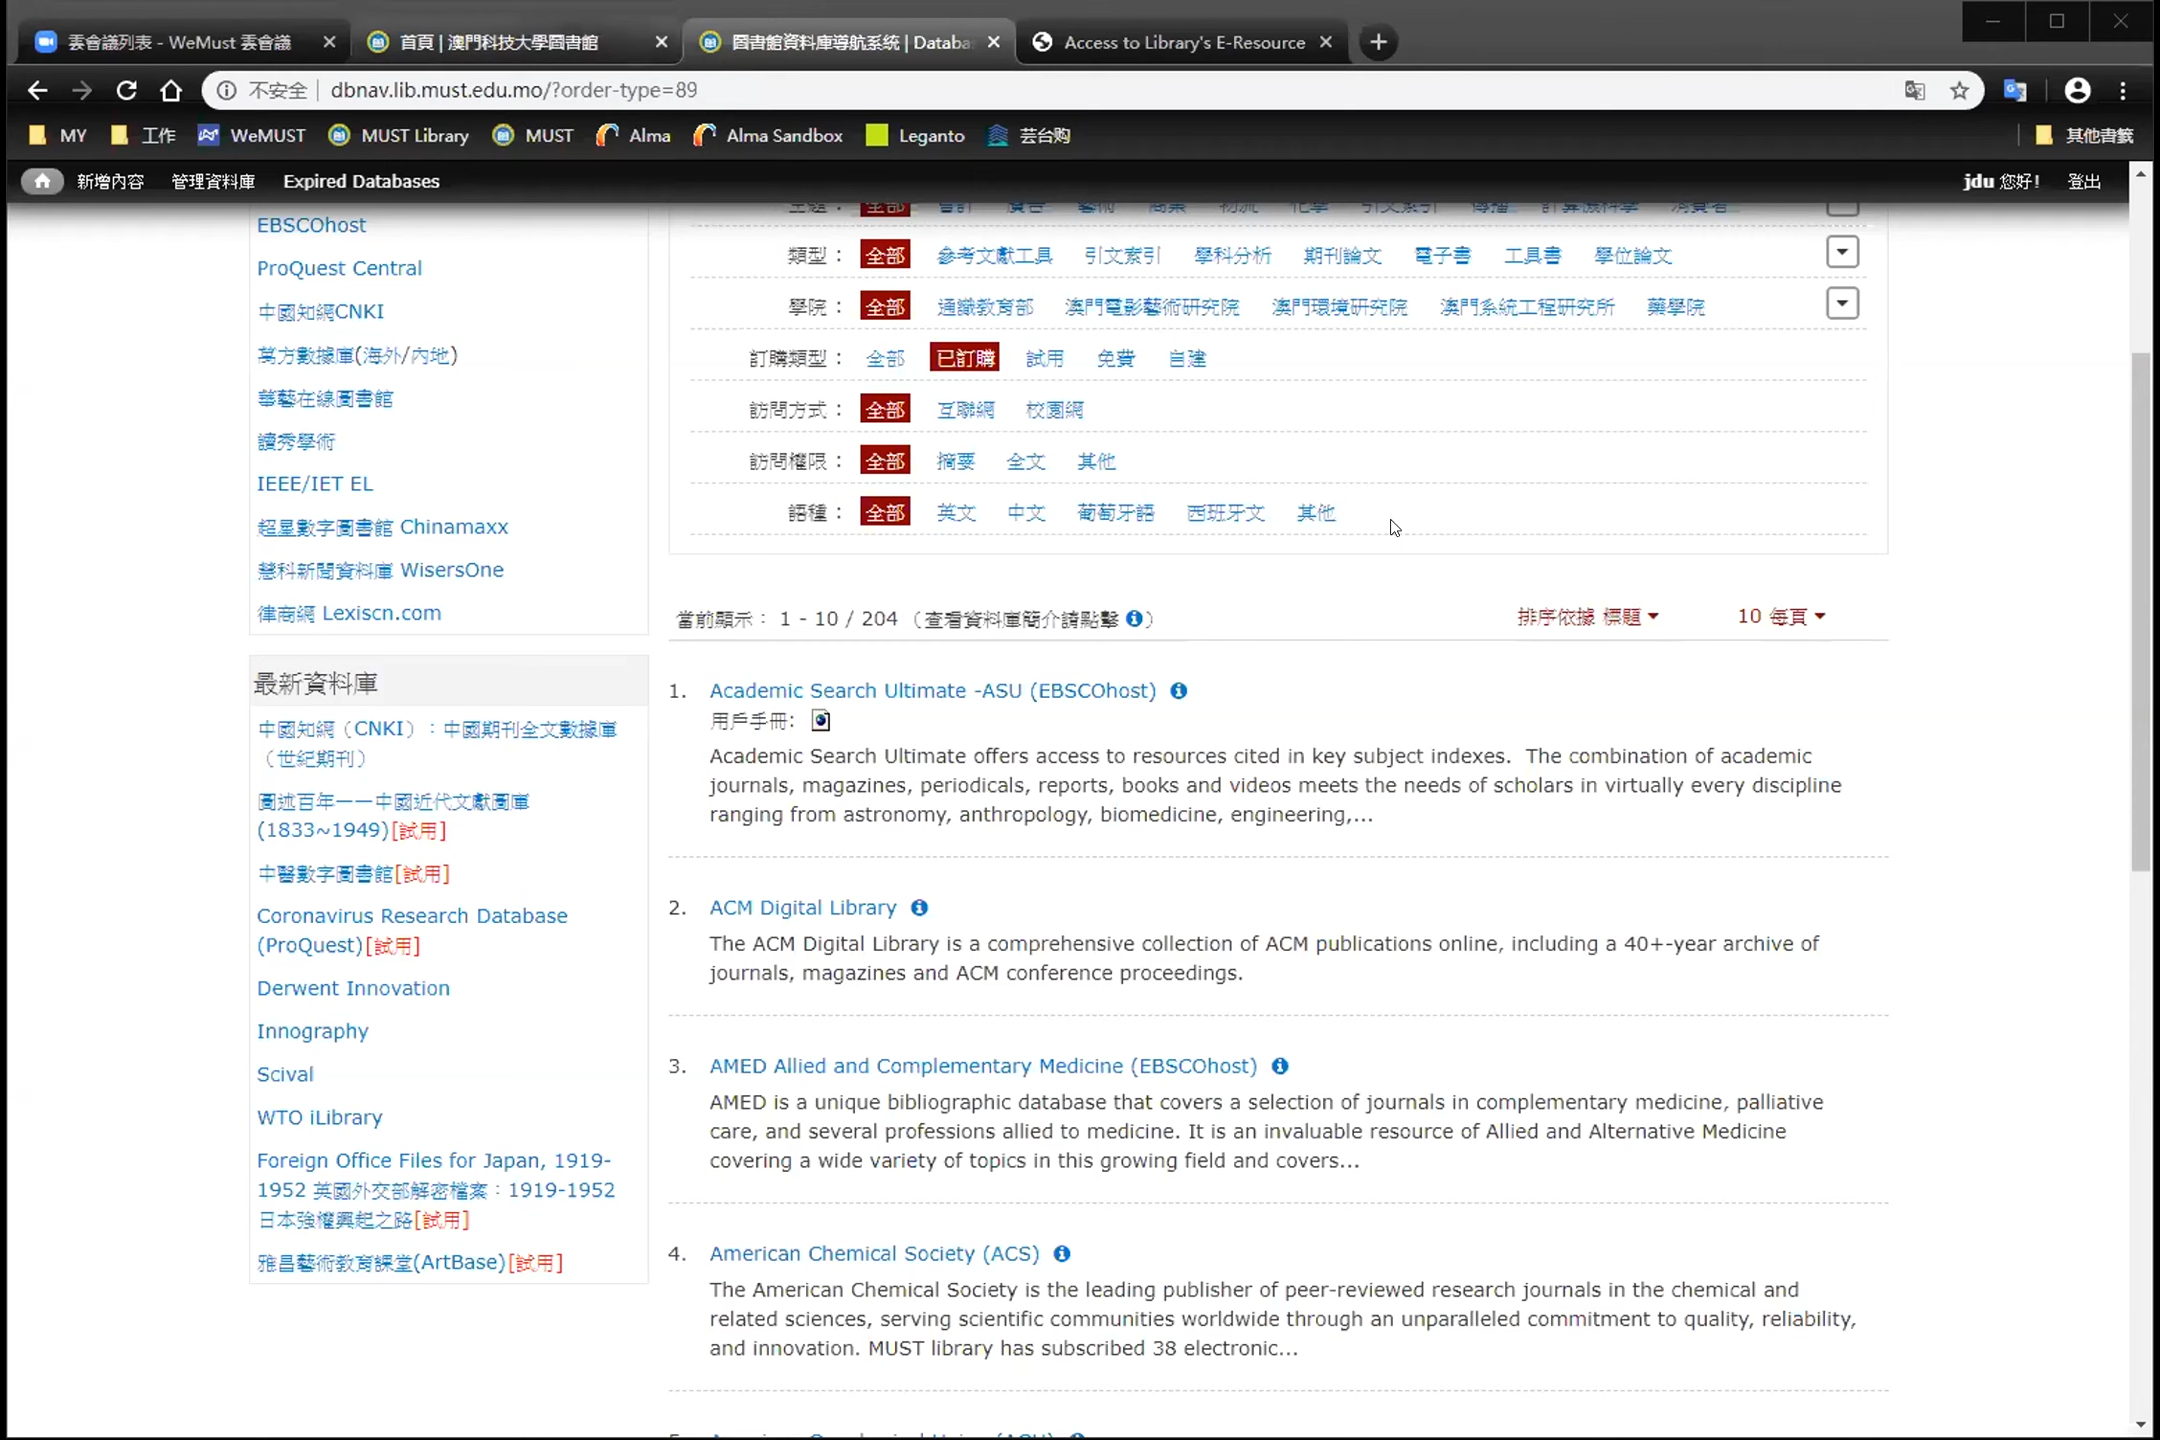 雲會議列表 - WeMust 雲會議
首頁 | 澳門科技大學圖書館
圖書館資料庫導航系統 | Databa
Access to Library's E-Resource
不安全 | dbnav.lib.must.edu.mo/?order-type=89
MY 工作 WeMUST MUST Library MUST Alma Alma Sandbox Leganto 芸台购 其他書籤
新增內容 管理資料庫 Expired Databases jdu 您好! 登出
主題： 全部 會計 廣告 藝術 商業 物流 化學 引文索引 傳播 計算機科學 消費者
EBSCOhost
ProQuest Central
中國知網CNKI
萬方數據庫(海外/內地)
華藝在線圖書館
讀秀學術
IEEE/IET EL
超星數字圖書館 Chinamaxx
慧科新聞資料庫 WisersOne
律商網 Lexiscn.com
最新資料庫
中國知網（CNKI）：中國期刊全文數據庫
（世紀期刊）
圖述百年——中國近代文獻圖庫
(1833~1949)[試用]
中醫數字圖書館[試用]
Coronavirus Research Database
(ProQuest)[試用]
Derwent Innovation
Innography
Scival
WTO iLibrary
Foreign Office Files for Japan, 1919-
1952 英國外交部解密檔案：1919-1952
日本強權興起之路[試用]
雅昌藝術教育課堂(ArtBase)[試用]
類型： 全部 參考文獻工具 引文索引 學科分析 期刊論文 電子書 工具書 學位論文
學院： 全部 通識教育部 澳門電影藝術研究院 澳門環境研究院 澳門系統工程研究所 藥學院
訂購類型： 全部 已訂購 試用 免費 自建
訪問方式： 全部 互聯網 校園網
訪問權限： 全部 摘要 全文 其他
語種： 全部 英文 中文 葡萄牙語 西班牙文 其他
當前顯示： 1 - 10 / 204 （查看資料庫簡介請點擊 ）
排序依據 標題 10 每頁
1. Academic Search Ultimate -ASU (EBSCOhost)
用戶手冊:
Academic Search Ultimate offers access to resources cited in key subject indexes. The combination of academic
journals, magazines, periodicals, reports, books and videos meets the needs of scholars in virtually every discipline
ranging from astronomy, anthropology, biomedicine, engineering,...
2. ACM Digital Library
The ACM Digital Library is a comprehensive collection of ACM publications online, including a 40+-year archive of
journals, magazines and ACM conference proceedings.
3. AMED Allied and Complementary Medicine (EBSCOhost)
AMED is a unique bibliographic database that covers a selection of journals in complementary medicine, palliative
care, and several professions allied to medicine. It is an invaluable resource of Allied and Alternative Medicine
covering a wide variety of topics in this growing field and covers...
4. American Chemical Society (ACS)
The American Chemical Society is the leading publisher of peer-reviewed research journals in the chemical and
related sciences, serving scientific communities worldwide through an unparalleled commitment to quality, reliability,
and innovation. MUST library has subscribed 38 electronic...